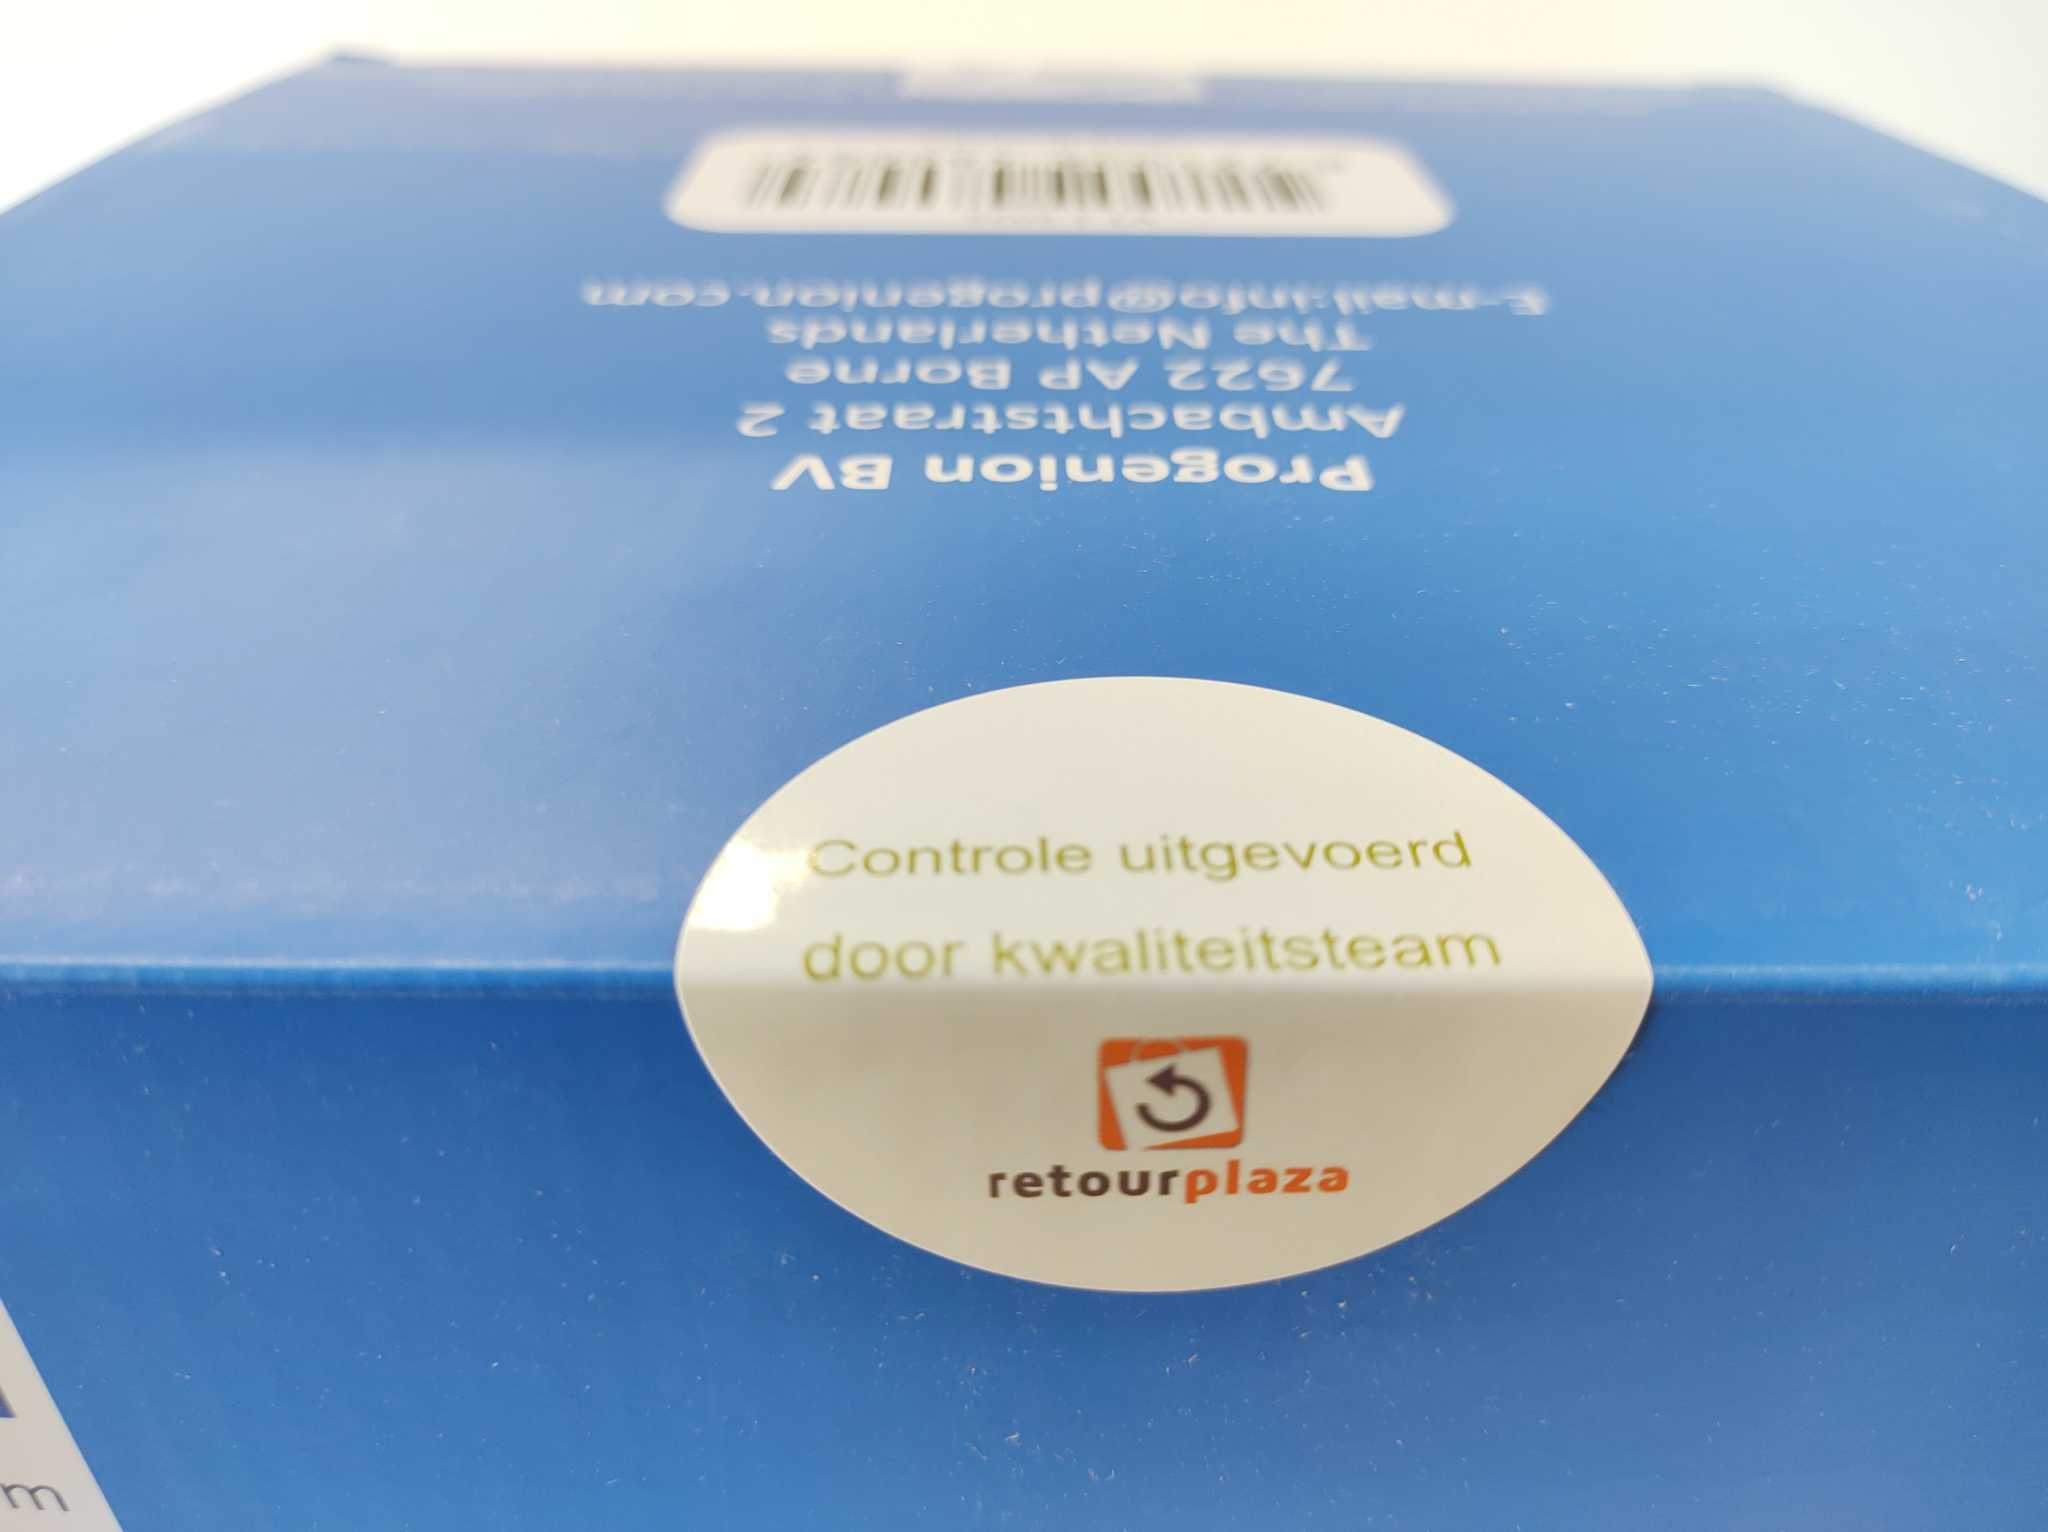 Progenion BV
Ambachtstraat 2
7622 AP Borne
The Netherlands
E-mail:info@progenion.com
Controle uitgevoerd
door kwaliteitsteam
retourplaza
m